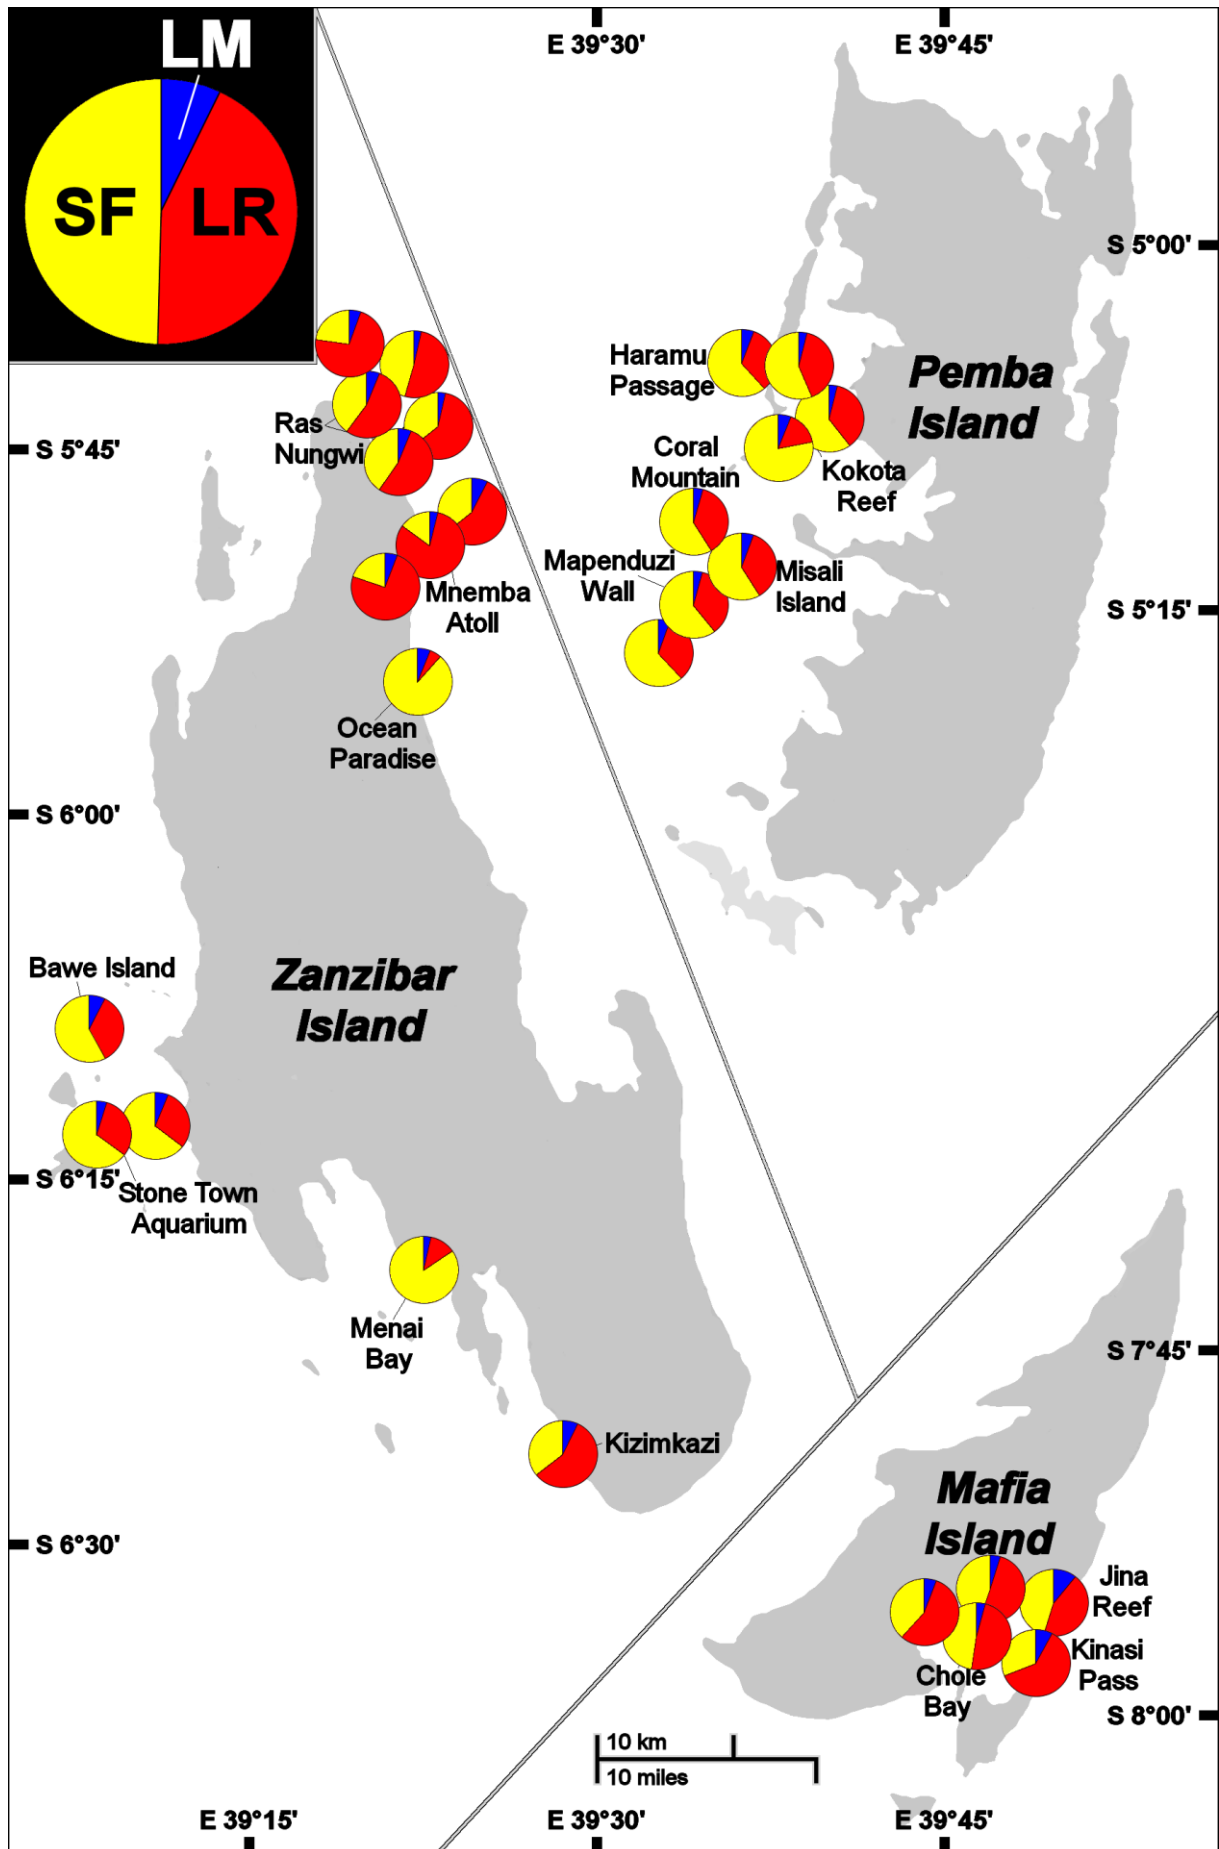 LM
SF
LR
E 39°30'
E 39°45'
S 5°00'
Haramu
Passage
Pemba
Island
Ras
Nungwi
S 5°45'
Coral
Mountain
Kokota
Reef
Mapenduzi
Wall
Misali
Island
Mnemba
Atoll
S 5°15'
Ocean
Paradise
S 6°00'
Bawe Island
Zanzibar
Island
S 6°15'
Stone Town
Aquarium
Menai
Bay
S 7°45'
Kizimkazi
Mafia
Island
S 6°30'
Jina
Reef
Kinasi
Pass
Chole
Bay
S 8°00'
10 km
10 miles
E 39°15'
E 39°30'
E 39°45'